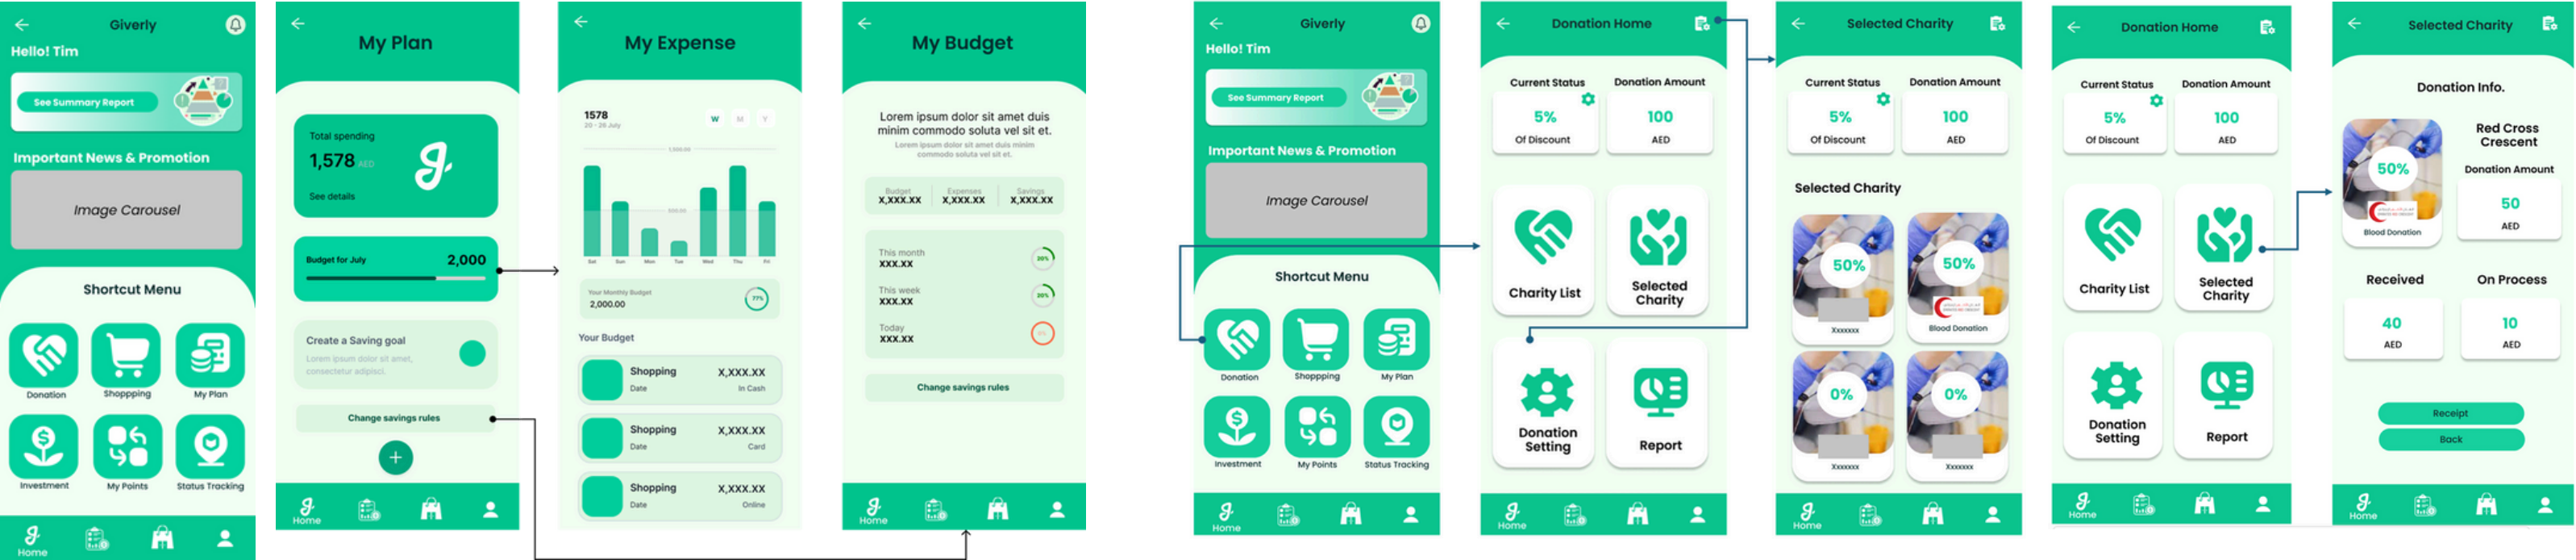 Giverly
Hello! Tim
See Summary Report
Important News & Promotion
Image Carousel
Shortcut Menu
Donation
Shoppping
My Plan
Investment
My Points
Status Tracking
Home
My Plan
Total spending
1,578 AED
See details
Budget for July
2,000
Create a Saving goal
Lorem ipsum dolor sit amet,
consectetur adipisci.
Change savings rules
+
Home
My Expense
1578
20 - 26 July
W
M
Y
1,000.00
500.00
Sat
Sun
Mon
Tue
Wed
Thu
Fri
Your Monthly Budget
2,000.00
77%
Your Budget
Shopping
X,XXX.XX
Date
In Cash
Shopping
X,XXX.XX
Date
Card
Shopping
X,XXX.XX
Date
Online
My Budget
Lorem ipsum dolor sit amet duis
minim commodo soluta vel sit et.
Lorem ipsum dolor sit amet duis minim
commodo soluta vel sit et.
Budget
Expenses
Savings
X,XXX.XX
X,XXX.XX
X,XXX.XX
This month
XXX.XX
20%
This week
XXX.XX
20%
Today
XXX.XX
Change savings rules
Home
Giverly
Hello! Tim
See Summary Report
Important News & Promotion
Image Carousel
Shortcut Menu
Donation
Shoppping
My Plan
Investment
My Points
Status Tracking
Home
Donation Home
Current Status
Donation Amount
5%
Of Discount
100
AED
Charity List
Selected
Charity
Donation
Setting
Report
Home
Selected Charity
Current Status
Donation Amount
5%
Of Discount
100
AED
Selected Charity
50%
Xxxxxxx
50%
Blood Donation
0%
Xxxxxxx
0%
Xxxxxxx
Home
Donation Home
Current Status
Donation Amount
5%
Of Discount
100
AED
Charity List
Selected
Charity
Donation
Setting
Report
Home
Selected Charity
Donation Info.
50%
Blood Donation
Red Cross
Crescent
Donation Amount
50
AED
Received
On Process
40
AED
10
AED
Receipt
Back
Home